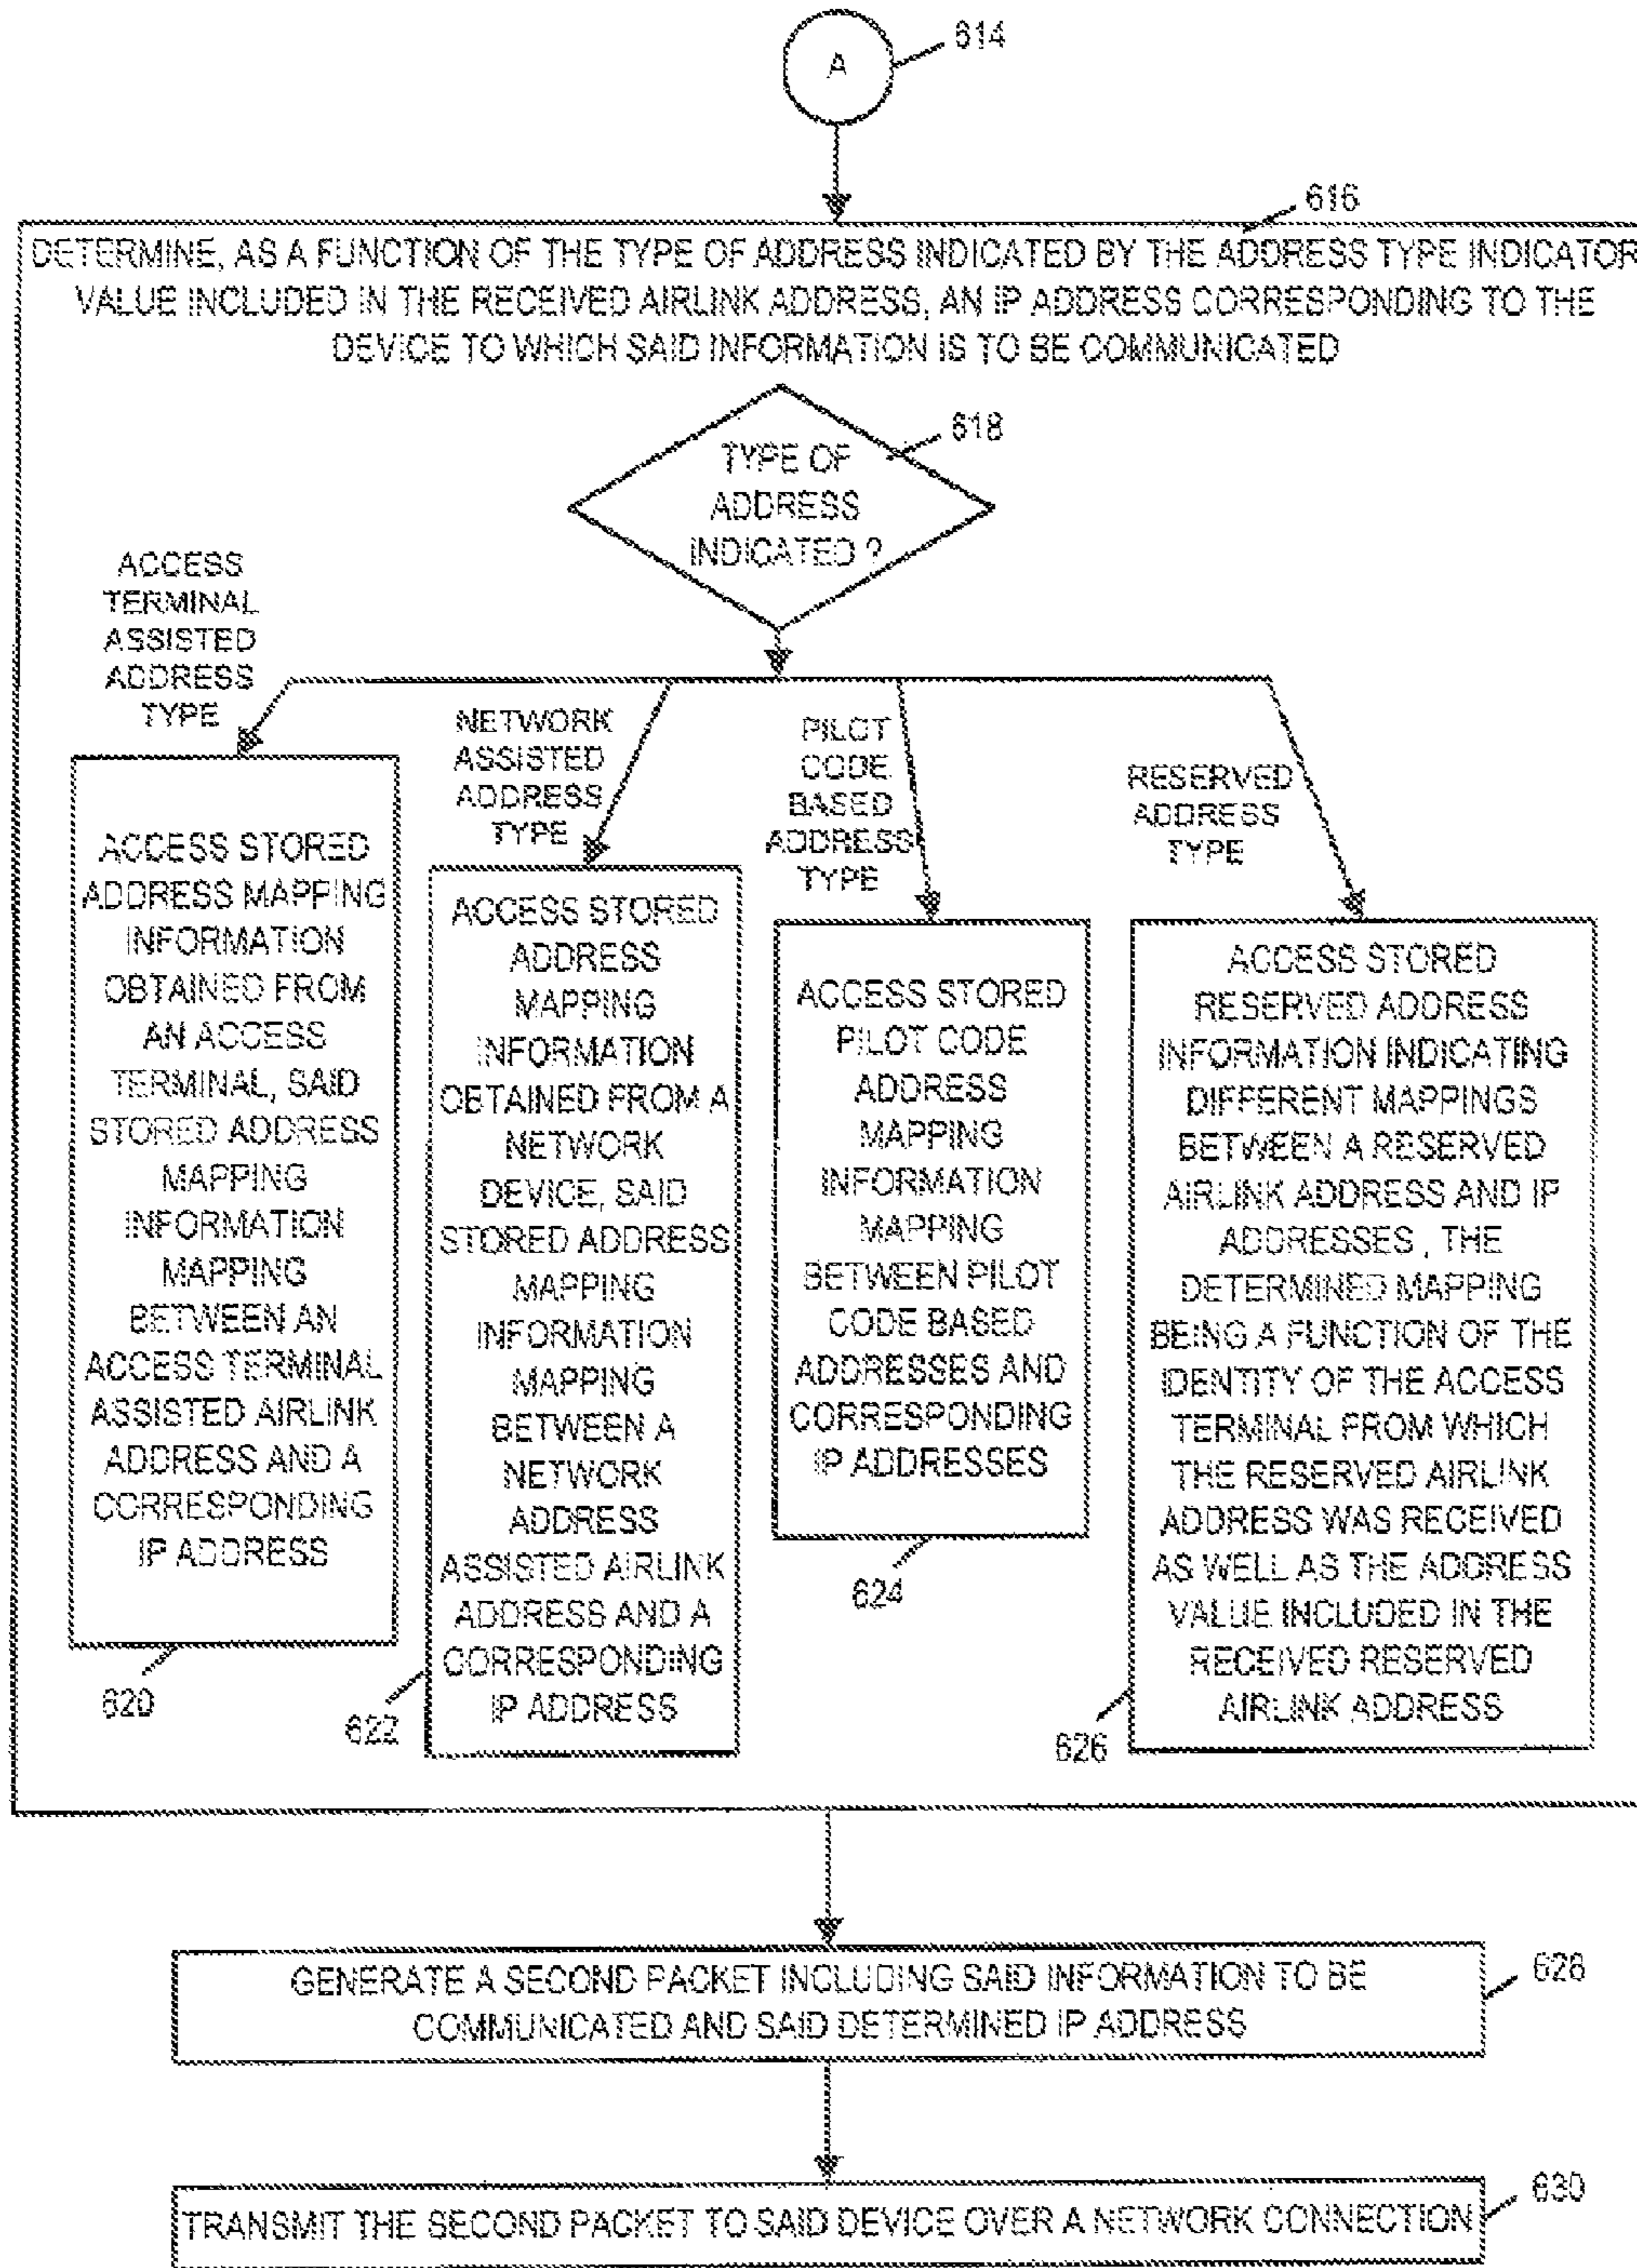 A
614
616
DETERMINE, AS A FUNCTION OF THE TYPE OF ADDRESS INDICATED BY THE ADDRESS TYPE INDICATOR
VALUE INCLUDED IN THE RECEIVED AIRLINK ADDRESS, AN IP ADDRESS CORRESPONDING TO THE
DEVICE TO WHICH SAID INFORMATION IS TO BE COMMUNICATED
618
TYPE OF
ADDRESS
INDICATED ?
ACCESS
TERMINAL
ASSISTED
ADDRESS
TYPE
NETWORK
ASSISTED
ADDRESS
TYPE
PILOT
CODE
BASED
ADDRESS
TYPE
RESERVED
ADDRESS
TYPE
ACCESS STORED
ADDRESS MAPPING
INFORMATION
OBTAINED FROM
AN ACCESS
TERMINAL, SAID
STORED ADDRESS
MAPPING
INFORMATION
MAPPING
BETWEEN AN
ACCESS TERMINAL
ASSISTED AIRLINK
ADDRESS AND A
CORRESPONDING
IP ADDRESS
620
ACCESS STORED
ADDRESS
MAPPING
INFORMATION
OBTAINED FROM A
NETWORK
DEVICE, SAID
STORED ADDRESS
MAPPING
INFORMATION
MAPPING
BETWEEN A
NETWORK
ADDRESS
ASSISTED AIRLINK
ADDRESS AND A
CORRESPONDING
IP ADDRESS
622
ACCESS STORED
PILOT CODE
ADDRESS
MAPPING
INFORMATION
MAPPING
BETWEEN PILOT
CODE BASED
ADDRESSES AND
CORRESPONDING
IP ADDRESSES
624
ACCESS STORED
RESERVED ADDRESS
INFORMATION INDICATING
DIFFERENT MAPPINGS
BETWEEN A RESERVED
AIRLINK ADDRESS AND IP
ADDRESSES , THE
DETERMINED MAPPING
BEING A FUNCTION OF THE
IDENTITY OF THE ACCESS
TERMINAL FROM WHICH
THE RESERVED AIRLINK
ADDRESS WAS RECEIVED
AS WELL AS THE ADDRESS
VALUE INCLUDED IN THE
RECEIVED RESERVED
AIRLINK ADDRESS
626
GENERATE A SECOND PACKET INCLUDING SAID INFORMATION TO BE
COMMUNICATED AND SAID DETERMINED IP ADDRESS
628
TRANSMIT THE SECOND PACKET TO SAID DEVICE OVER A NETWORK CONNECTION
630